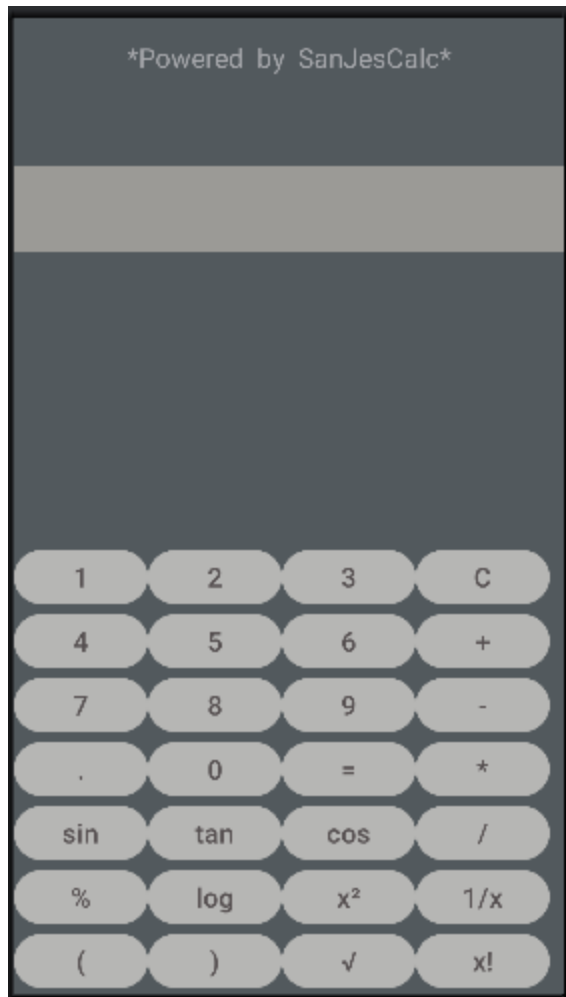 *Powered by SanJesCalc*
1 2 3 C
4 5 6 +
7 8 9 -
. 0 = *
sin tan cos /
% log x² 1/x
( ) √ x!